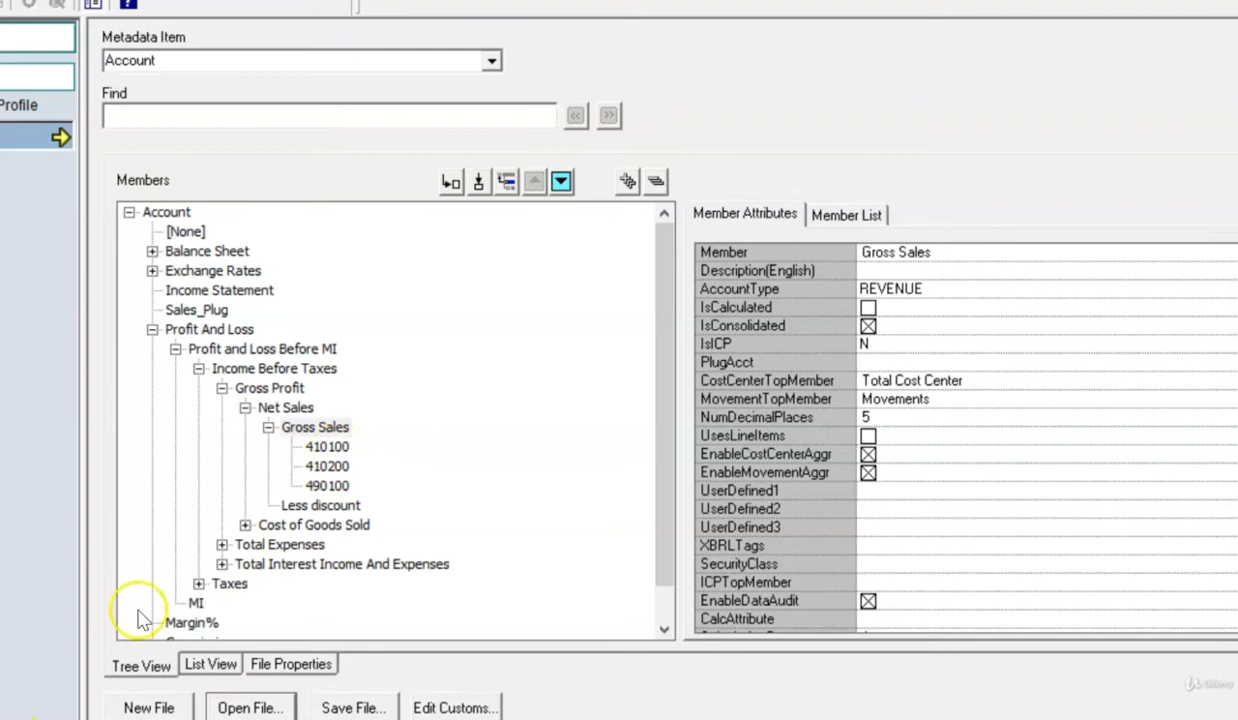 Metadata Item
Account
Find
Profile
Members
Account
[None]
Balance Sheet
Exchange Rates
Income Statement
Sales_Plug
Profit And Loss
Profit and Loss Before MI
Income Before Taxes
Gross Profit
Net Sales
Gross Sales
410100
410200
490100
Less discount
Cost of Goods Sold
Total Expenses
Total Interest Income And Expenses
Taxes
MI
Margin%
Member Attributes
Member List
Member Gross Sales
Description(English)
AccountType REVENUE
IsCalculated
IsConsolidated
IsICP N
PlugAcct
CostCenterTopMember Total Cost Center
MovementTopMember Movements
NumDecimalPlaces 5
UsesLineItems
EnableCostCenterAggr
EnableMovementAggr
UserDefined1
UserDefined2
UserDefined3
XBRLTags
SecurityClass
ICPTopMember
EnableDataAudit
CalcAttribute
Tree View List View File Properties
New File Open File... Save File... Edit Customs...
Udemy